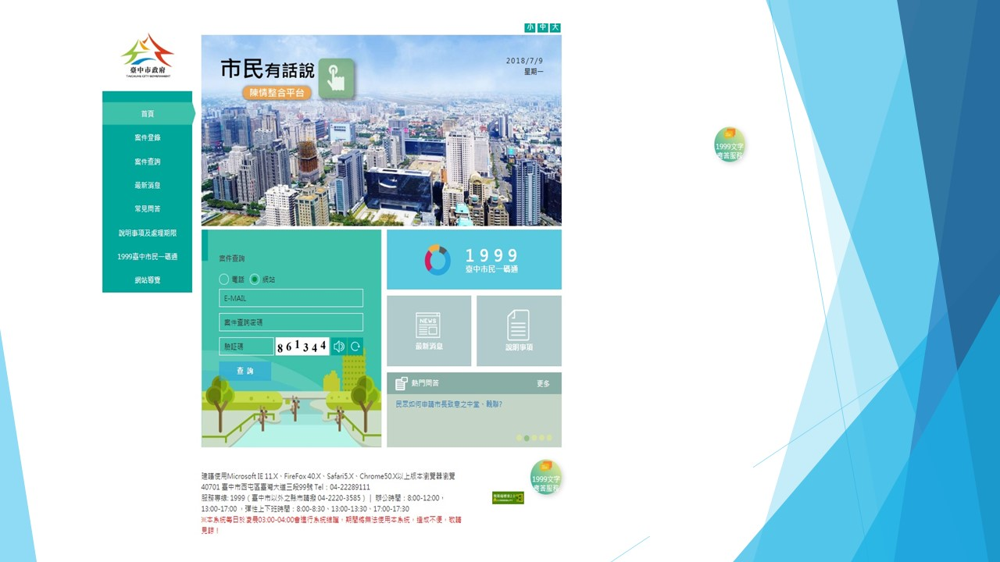 小 中 大
臺中市政府
TAICHUNG CITY GOVERNMENT
首頁
案件登錄
案件查詢
最新消息
常見問答
說明事項及處理期限
1999臺中市民一碼通
網站導覽
市民有話說
陳情整合平台
2018/7/9
星期一
1999文字
案件查詢
電話 網站
E-MAIL
案件查詢密碼
驗証碼 861344
查 詢
1999
臺中市民一碼通
NEWS
最新消息
說明事項
熱門問答 更多
民眾如何申請市長致意之中堂、輓聯?
建議使用Microsoft IE 11.X、FireFox 40.X、Safari5.X、Chrome50.X以上版本瀏覽器瀏覽
40701 臺中市西屯區臺灣大道三段99號 Tel：04-22289111
服務專線: 1999 ( 臺中市以外之縣市請撥 04-2220-3585 ) ｜ 辦公時間：8:00-12:00，
13:00-17:00 ，彈性上下班時間：8:00-8:30、13:00-13:30、17:00-17:30
※本系統每日於凌晨03:00-04:00會進行系統維護，期間將無法使用本系統，造成不便，敬請
見諒！
1999文字